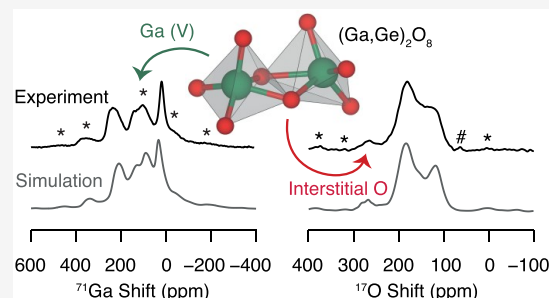 Ga (V)
(Ga,Ge)₂O₈
Experiment
* * * * *
* * # *
Simulation
Interstitial O
600 400 200 0 −200 −400
400 300 200 100 0 −100
⁷¹Ga Shift (ppm)
¹⁷O Shift (ppm)